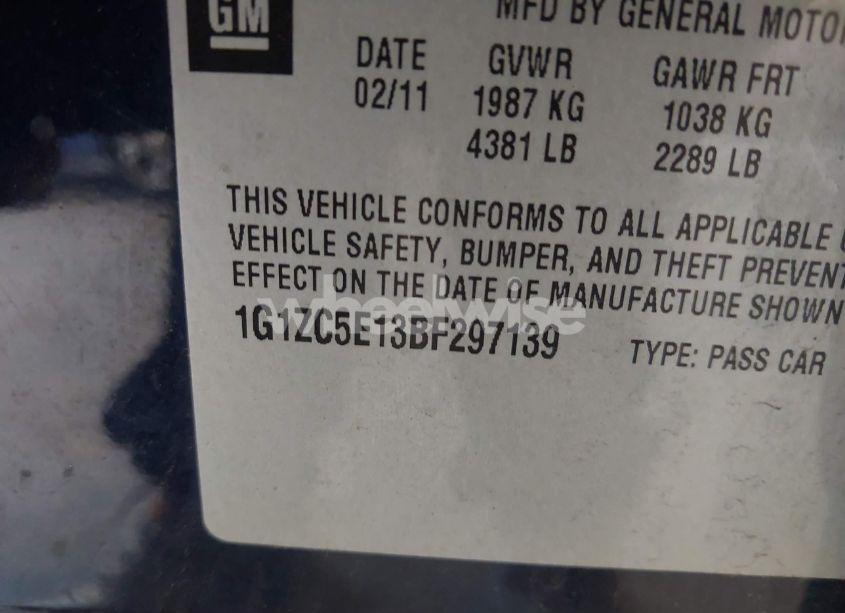 GM
MFD BY GENERAL MOTOR
DATE GVWR GAWR FRT
02/11 1987 KG 1038 KG
4381 LB 2289 LB
THIS VEHICLE CONFORMS TO ALL APPLICABLE
VEHICLE SAFETY, BUMPER, AND THEFT PREVENT
EFFECT ON THE DATE OF MANUFACTURE SHOWN
wheelwise
1G1ZC5E13BF297139 TYPE: PASS CAR